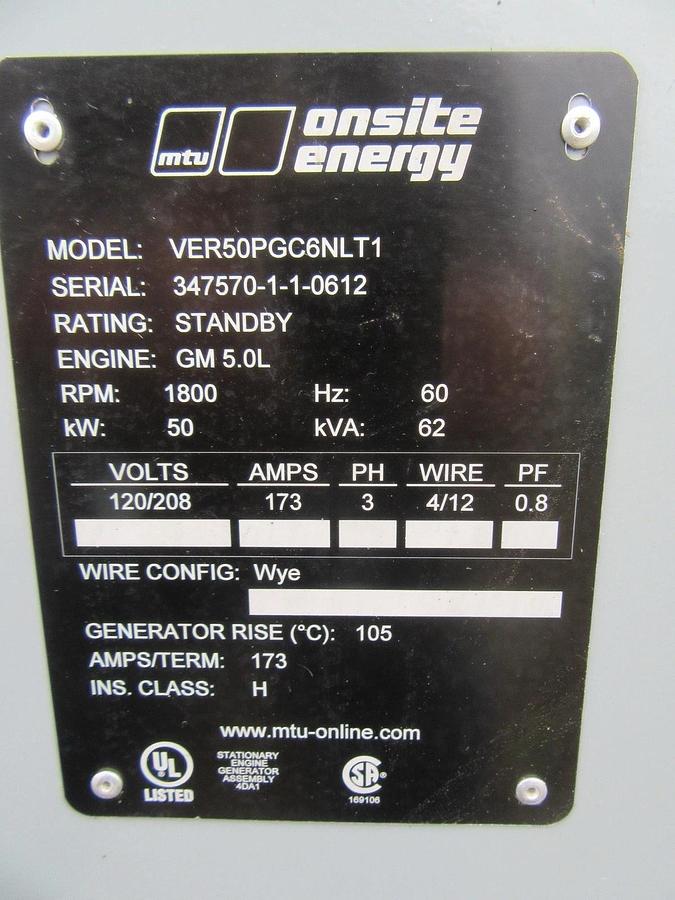 mtu onsite energy
MODEL: VER50PGC6NLT1
SERIAL: 347570-1-1-0612
RATING: STANDBY
ENGINE: GM 5.0L
RPM: 1800 Hz: 60
kW: 50 kVA: 62
VOLTS AMPS PH WIRE PF
120/208 173 3 4/12 0.8
WIRE CONFIG: Wye
GENERATOR RISE (°C): 105
AMPS/TERM: 173
INS. CLASS: H
www.mtu-online.com
UL
LISTED
STATIONARY
ENGINE
GENERATOR
ASSEMBLY
4DA1
SA®
169106